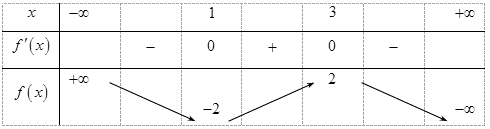 x −∞ 1 3 +∞
f'(x) − 0 + 0 −
f(x) +∞ −2 2 −∞